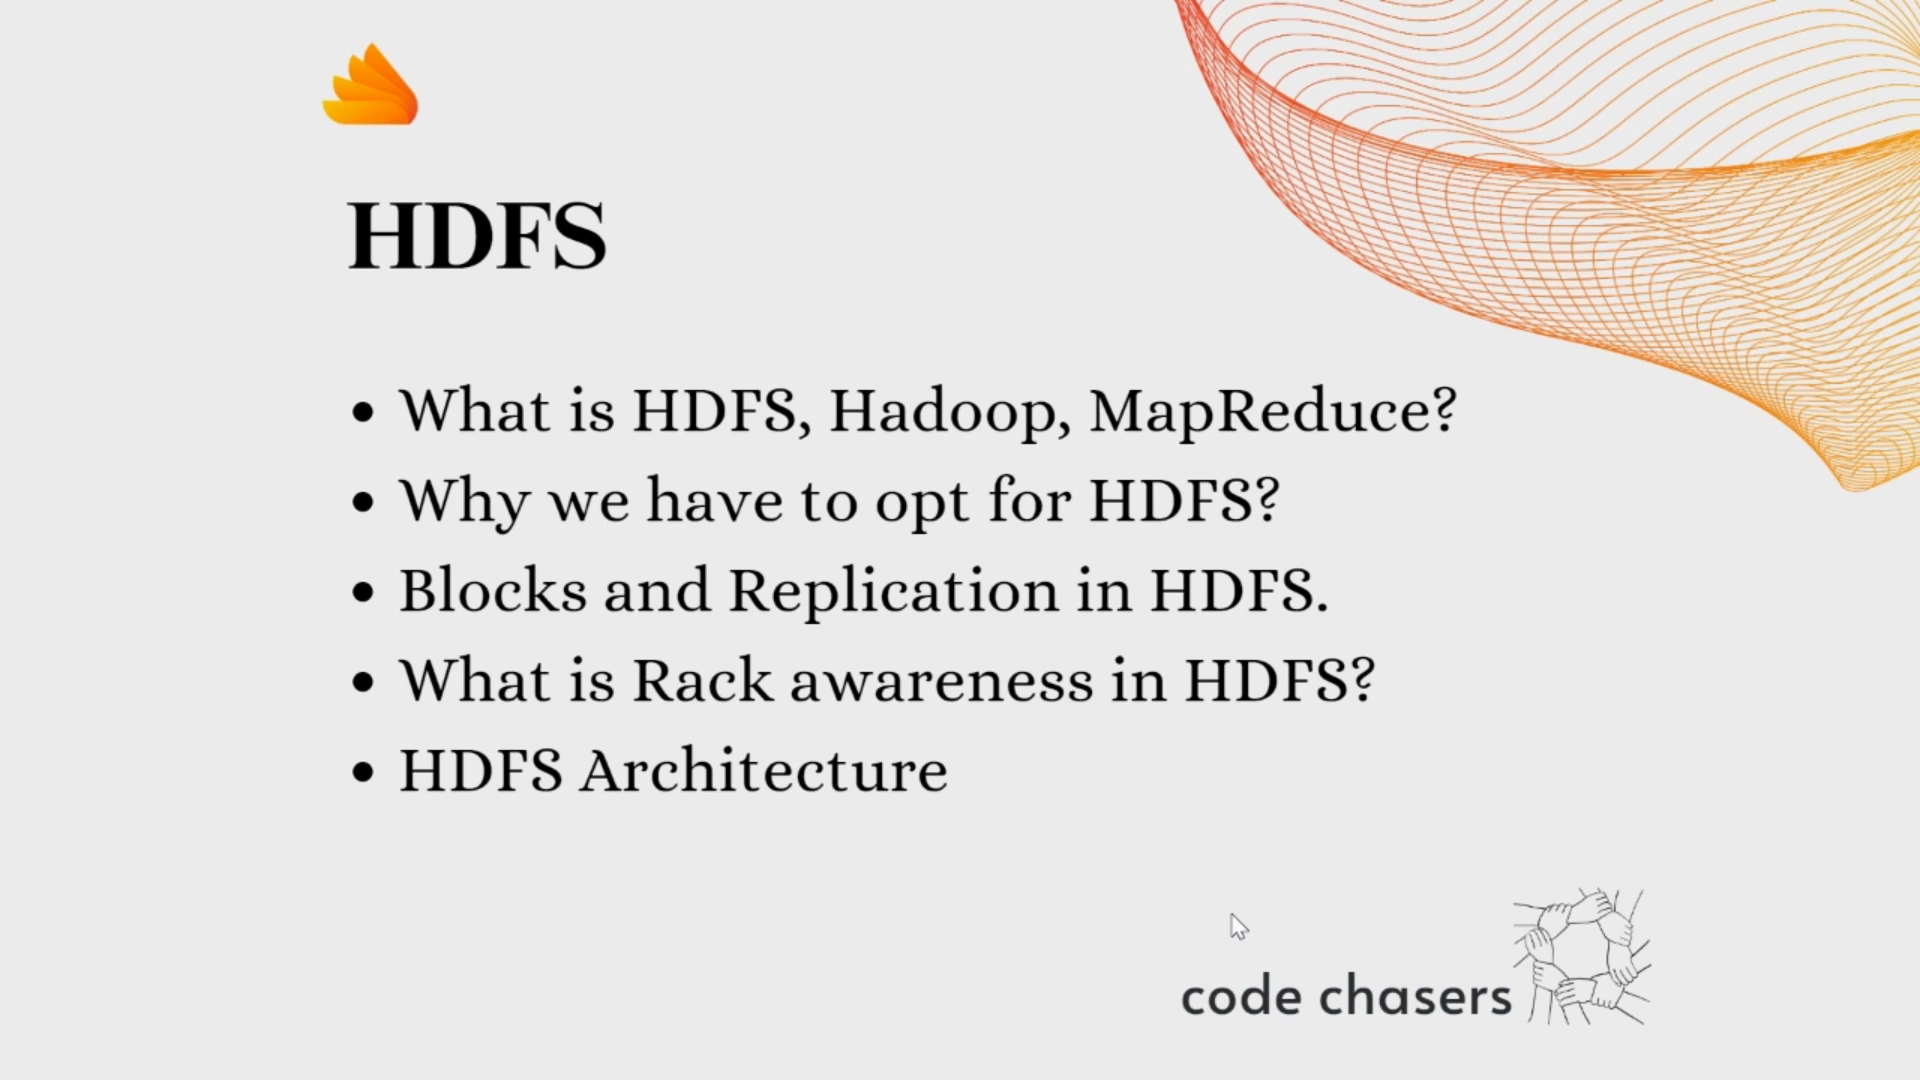 HDFS
• What is HDFS, Hadoop, MapReduce?
• Why we have to opt for HDFS?
• Blocks and Replication in HDFS.
• What is Rack awareness in HDFS?
• HDFS Architecture
code chasers